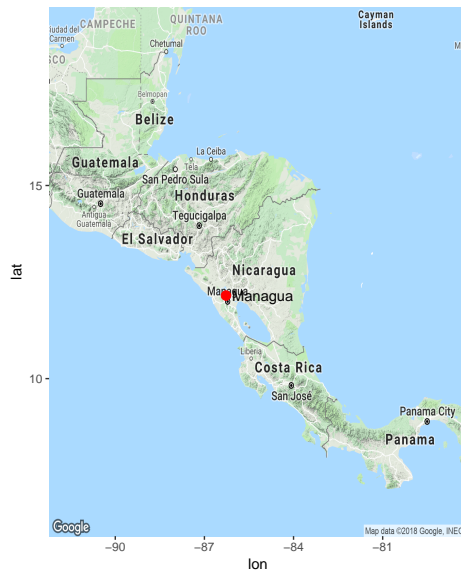 CAMPECHE
QUINTANA
ROO
Cayman
Islands
Ciudad del
Carmen
Chetumal
SCO
Belmopan
Belize
Guatemala
La Ceiba
Tela
San Pedro Sula
Honduras
Guatemala
Antigua
Guatemala
Tegucigalpa
El Salvador
Nicaragua
Managua
Managua
Liberia
Costa Rica
San José
Panama City
Panama
Google
Map data ©2018 Google, INEG
15
10
lat
−90
−87
−84
−81
lon